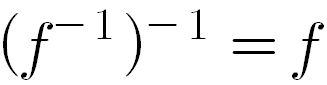 (f⁻¹)⁻¹ = f